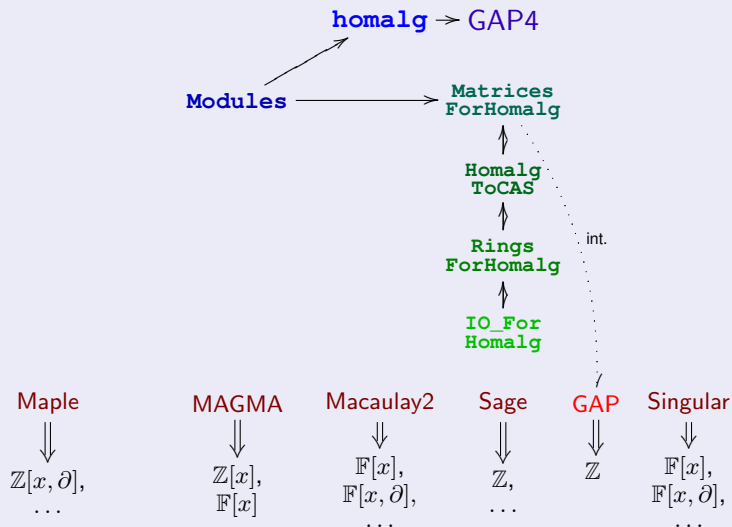 homalg GAP4
Modules
Matrices
ForHomalg
Homalg
ToCAS
int.
Rings
ForHomalg
IO_For
Homalg
Maple MAGMA Macaulay2 Sage GAP Singular
ℤ[x, ∂],
...
ℤ[x],
𝔽[x]
𝔽[x],
𝔽[x, ∂],
...
ℤ,
...
ℤ
𝔽[x],
𝔽[x, ∂],
...